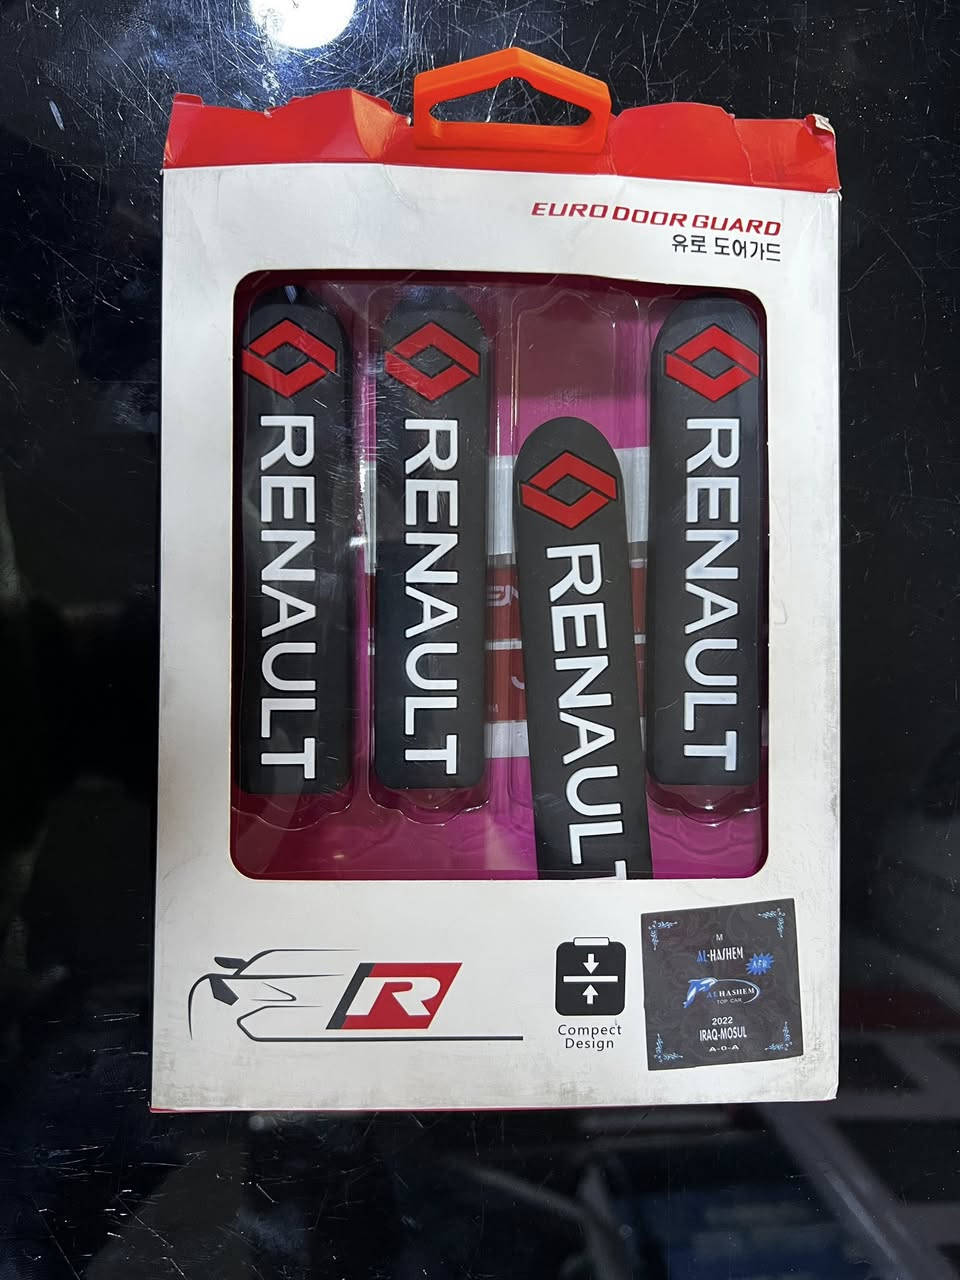 EURO DOOR GUARD
유로 도어가드
RENAULT
RENAULT
RENAULT
RENAULT
R
Compect
Design
M
AL-HASHEM
A.F.R
ALHASHEM
TOP CAR
2022
IRAQ-MOSUL
A-O-A